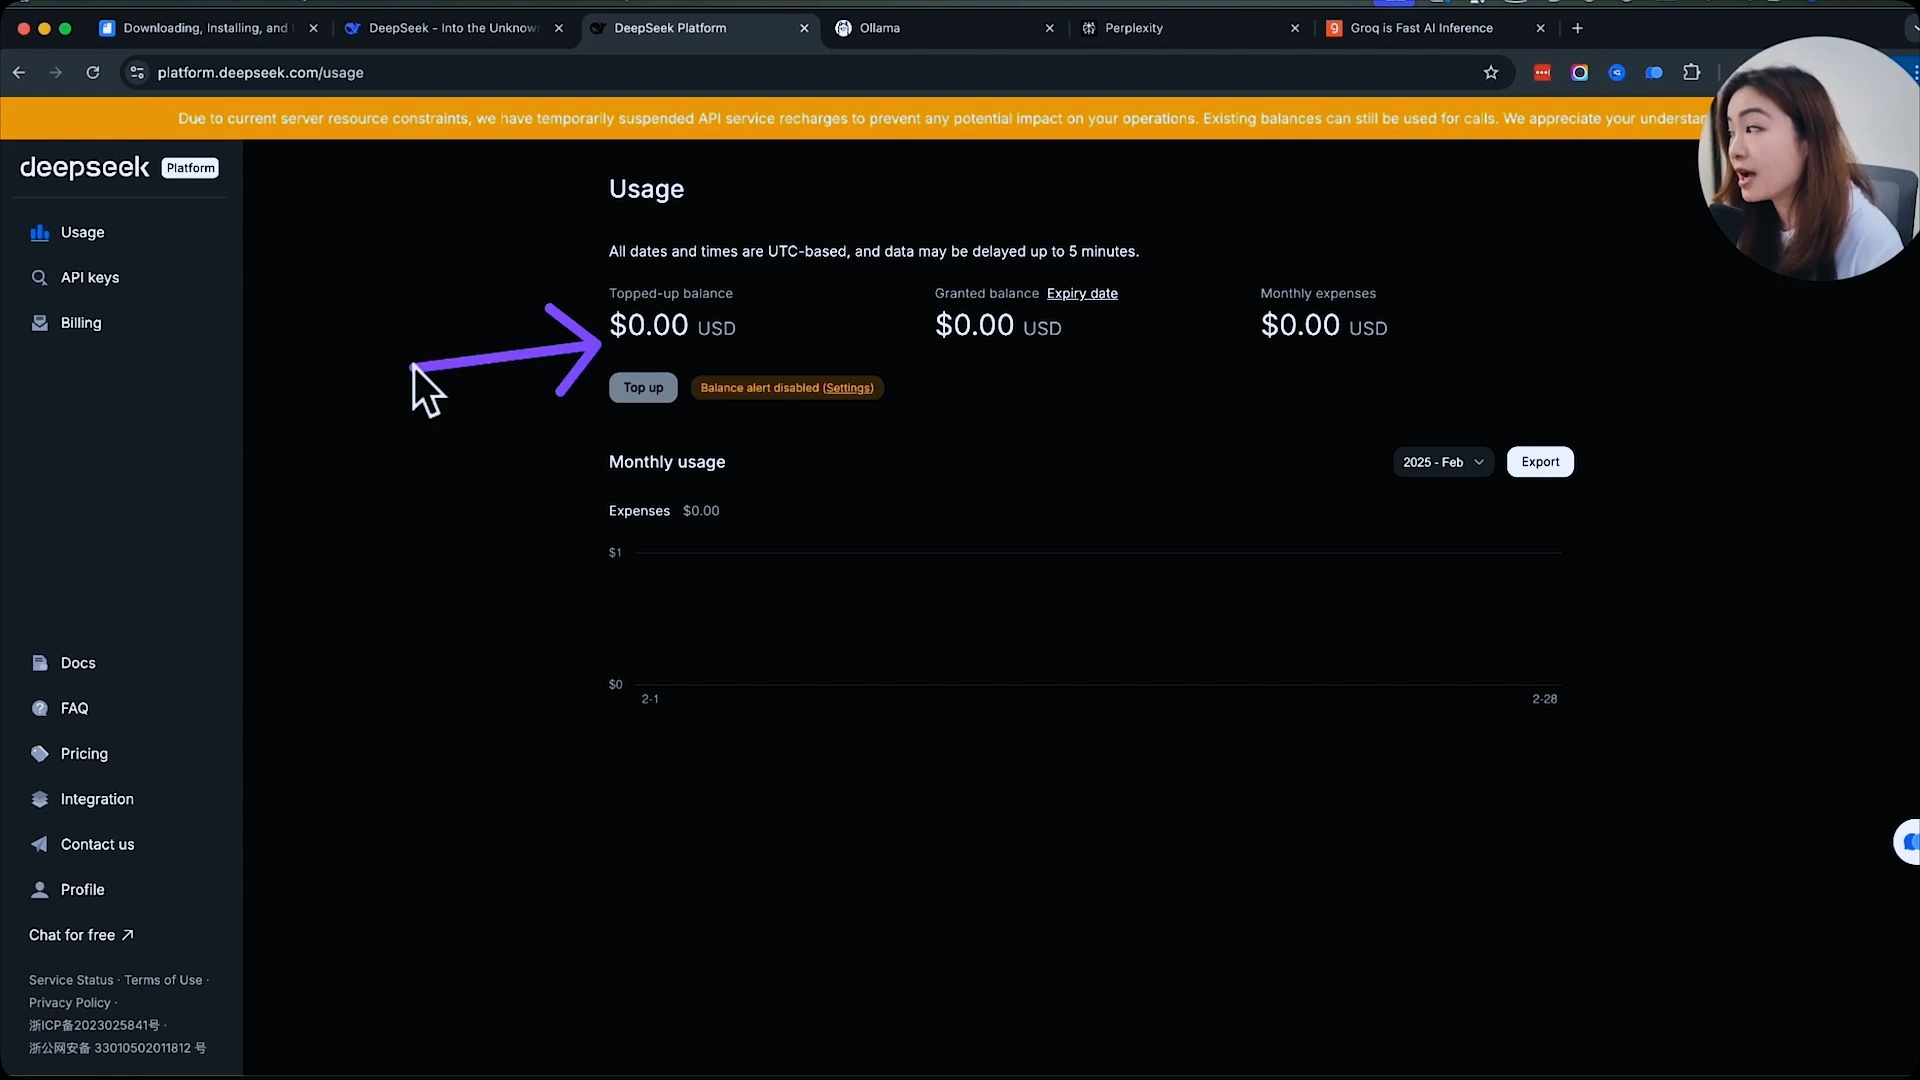 Downloading, Installing, and
DeepSeek - Into the Unknown
DeepSeek Platform
Ollama
Perplexity
Groq is Fast AI Inference
platform.deepseek.com/usage
Due to current server resource constraints, we have temporarily suspended API service recharges to prevent any potential impact on your operations. Existing balances can still be used for calls. We appreciate your understan
deepseek Platform
Usage
API keys
Billing
Docs
FAQ
Pricing
Integration
Contact us
Profile
Chat for free
Service Status · Terms of Use ·
Privacy Policy ·
浙ICP备2023025841号 ·
浙公网安备 33010502011812 号
Usage
All dates and times are UTC-based, and data may be delayed up to 5 minutes.
Topped-up balance
$0.00 USD
Granted balance Expiry date
$0.00 USD
Monthly expenses
$0.00 USD
Top up
Balance alert disabled (Settings)
Monthly usage
2025 - Feb
Export
Expenses $0.00
$1
$0
2-1
2-28